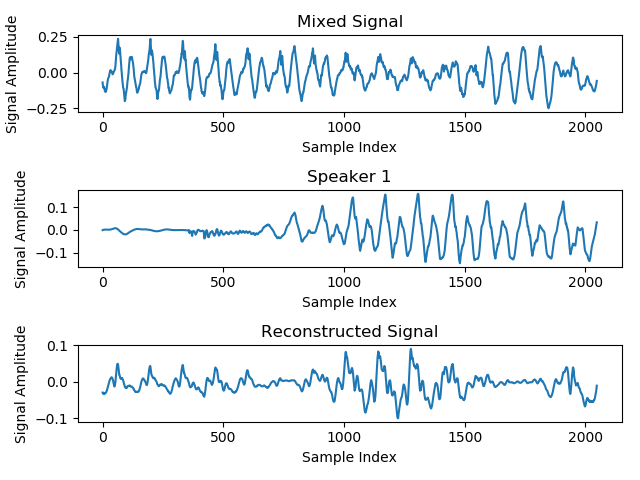 Mixed Signal
Signal Amplitude
0.25
0.00
−0.25
0 500 1000 1500 2000
Sample Index
Speaker 1
Signal Amplitude
0.1
0.0
−0.1
0 500 1000 1500 2000
Sample Index
Reconstructed Signal
Signal Amplitude
0.1
0.0
−0.1
0 500 1000 1500 2000
Sample Index